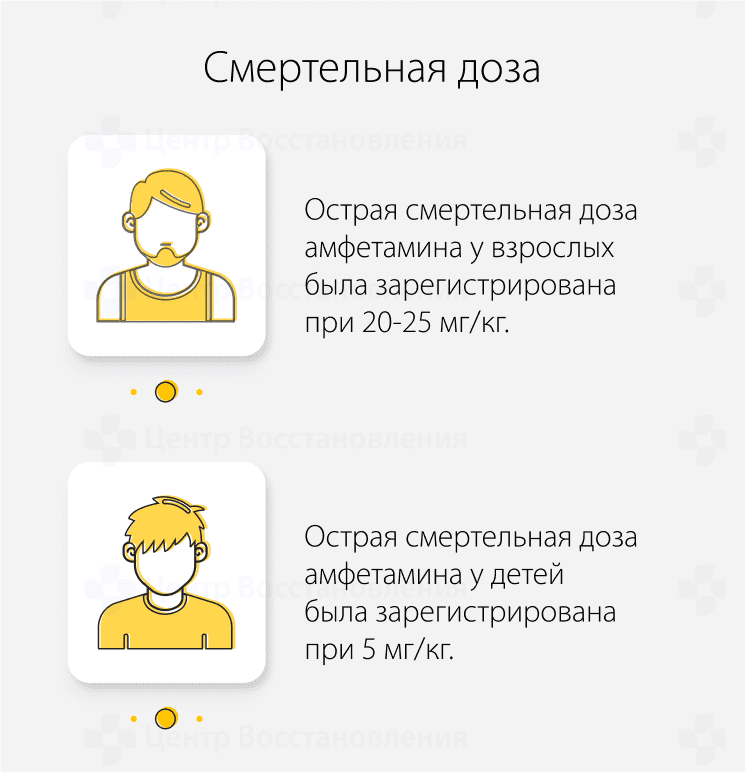 Смертельная доза
Центр Восстановления
Острая смертельная доза
амфетамина у взрослых
была зарегистрирована
при 20-25 мг/кг.
Центр Восстановления
Центр Восстановления
Острая смертельная доза
амфетамина у детей
была зарегистрирована
при 5 мг/кг.
Центр Восстановления
Центр Восстановления